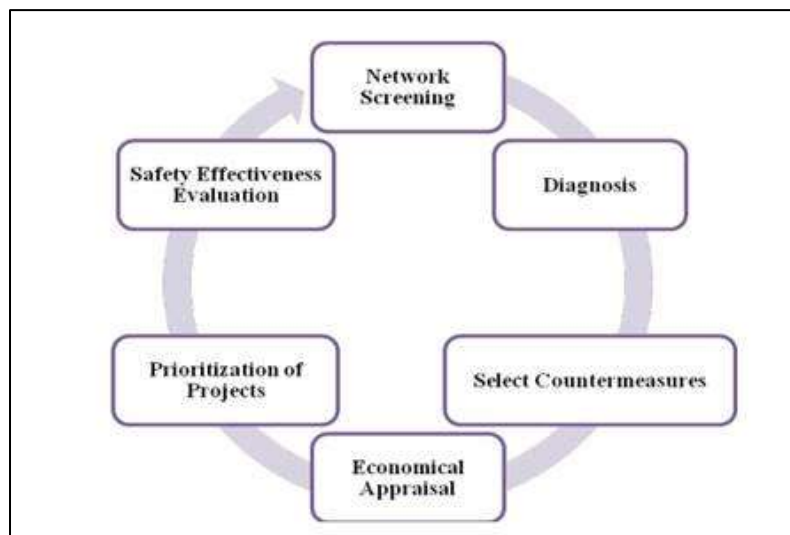 Network
Screening
Diagnosis
Select Countermeasures
Economical
Appraisal
Prioritization of
Projects
Safety Effectiveness
Evaluation